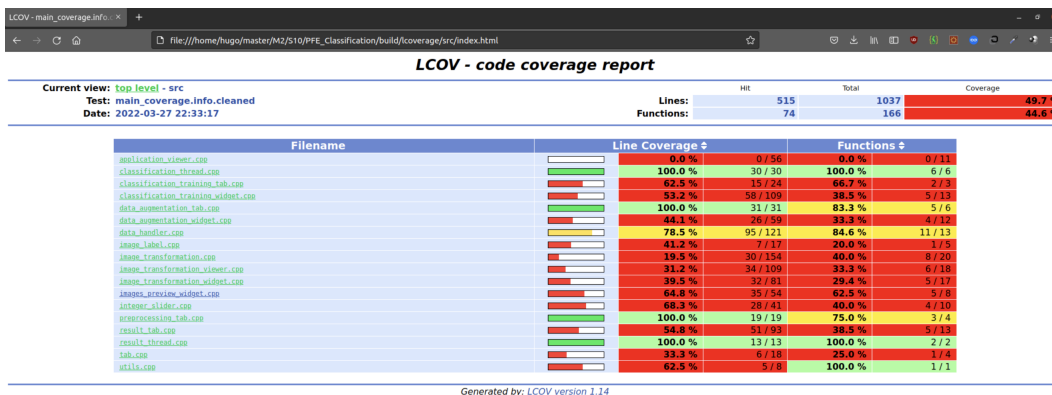 LCOV - main_coverage.info.c × +
file:///home/hugo/master/M2/S10/PFE_Classification/build/lcoverage/src/index.html
LCOV - code coverage report
Current view: top level - src
Hit Total Coverage
Test: main_coverage.info.cleaned Lines: 515 1037 49.7 %
Date: 2022-03-27 22:33:17 Functions: 74 166 44.6 %
Filename Line Coverage Functions
application_viewer.cpp 0.0 % 0 / 56 0.0 % 0 / 11
classification_thread.cpp 100.0 % 30 / 30 100.0 % 6 / 6
classification_training_tab.cpp 62.5 % 15 / 24 66.7 % 2 / 3
classification_training_widget.cpp 53.2 % 58 / 109 38.5 % 5 / 13
data_augmentation_tab.cpp 100.0 % 31 / 31 83.3 % 5 / 6
data_augmentation_widget.cpp 44.1 % 26 / 59 33.3 % 4 / 12
data_handler.cpp 78.5 % 95 / 121 84.6 % 11 / 13
image_label.cpp 41.2 % 7 / 17 20.0 % 1 / 5
image_transformation.cpp 19.5 % 30 / 154 40.0 % 8 / 20
image_transformation_viewer.cpp 31.2 % 34 / 109 33.3 % 6 / 18
image_transformation_widget.cpp 39.5 % 32 / 81 29.4 % 5 / 17
images_preview_widget.cpp 64.8 % 35 / 54 62.5 % 5 / 8
integer_slider.cpp 68.3 % 28 / 41 40.0 % 4 / 10
preprocessing_tab.cpp 100.0 % 19 / 19 75.0 % 3 / 4
result_tab.cpp 54.8 % 51 / 93 38.5 % 5 / 13
result_thread.cpp 100.0 % 13 / 13 100.0 % 2 / 2
tab.cpp 33.3 % 6 / 18 25.0 % 1 / 4
utils.cpp 62.5 % 5 / 8 100.0 % 1 / 1
Generated by: LCOV version 1.14